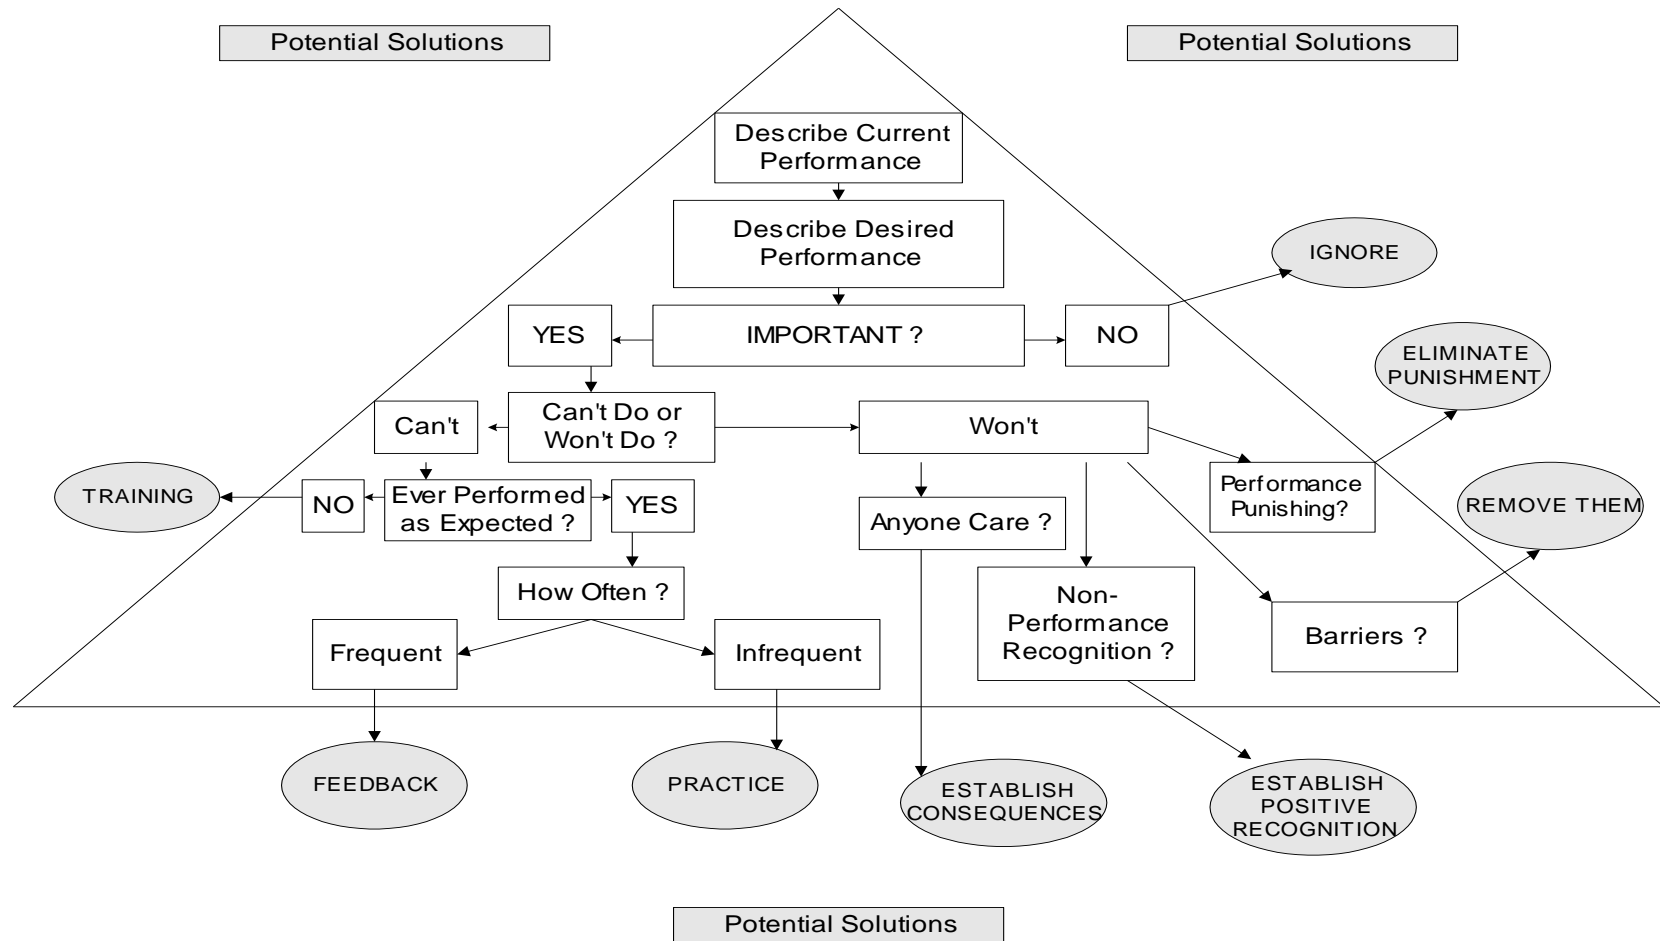 Potential Solutions
Potential Solutions
Describe Current
Performance
Describe Desired
Performance
IGNORE
YES
IMPORTANT ?
NO
ELIMINATE
PUNISHMENT
Can't
Can't Do or
Won't Do ?
Won't
TRAINING
NO
Ever Performed
as Expected ?
YES
Anyone Care ?
Performance
Punishing?
REMOVE THEM
How Often ?
Non-
Performance
Recognition ?
Barriers ?
Frequent
Infrequent
FEEDBACK
PRACTICE
ESTABLISH
CONSEQUENCES
ESTABLISH
POSITIVE
RECOGNITION
Potential Solutions